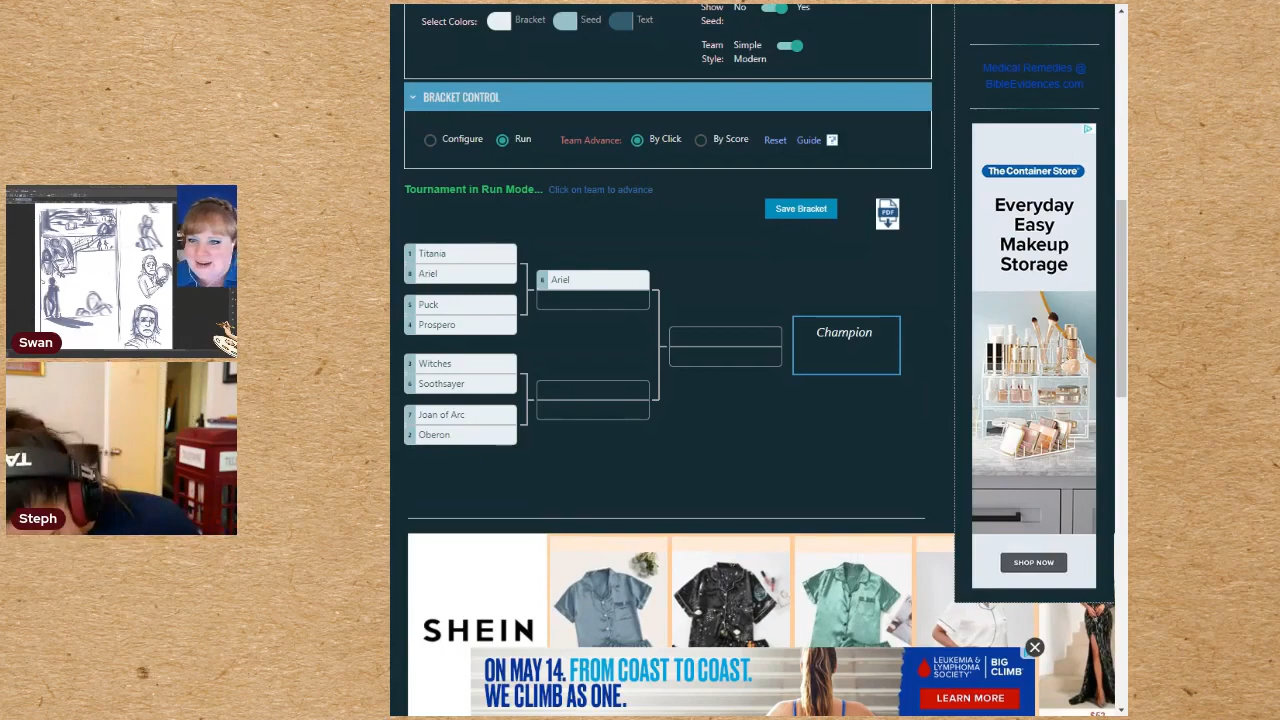 Select Colors: Bracket Seed Text
Show Seed: No Yes
Team Style: Simple Modern
BRACKET CONTROL
Configure Run Team Advance: By Click By Score Reset Guide ?
Tournament in Run Mode... Click on team to advance
Save Bracket
PDF
1 Titania
8 Ariel
5 Puck
4 Prospero
3 Witches
6 Soothsayer
7 Joan of Arc
2 Oberon
8 Ariel
Champion
Swan
TA
Steph
Medical Remedies @
BibleEvidences.com
The Container Store
Everyday
Easy
Makeup
Storage
SHOP NOW
SHEIN
ON MAY 14. FROM COAST TO COAST.
WE CLIMB AS ONE.
LEUKEMIA &
LYMPHOMA
SOCIETY
BIG
CLIMB
LEARN MORE